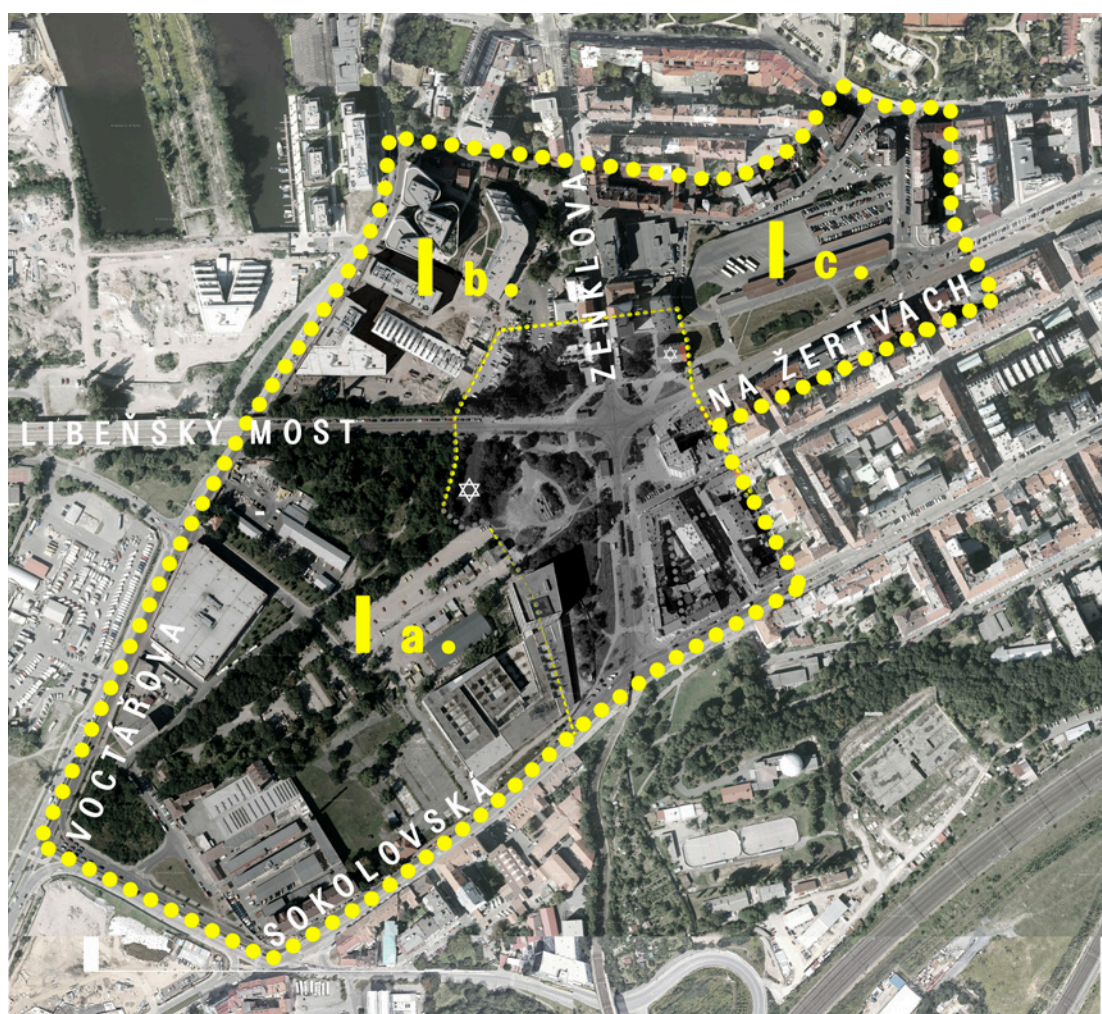 ZENKLOVA
I b.
I c.
NA ŽERTVÁCH
LIBEŇSKÝ MOST
I a.
VOCTÁŘOVA
SOKOLOVSKÁ